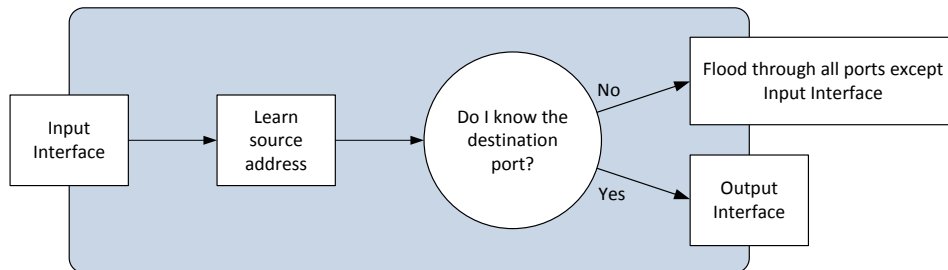 Input
Interface
Learn
source
address
Do I know the
destination
port?
No
Flood through all ports except
Input Interface
Yes
Output
Interface